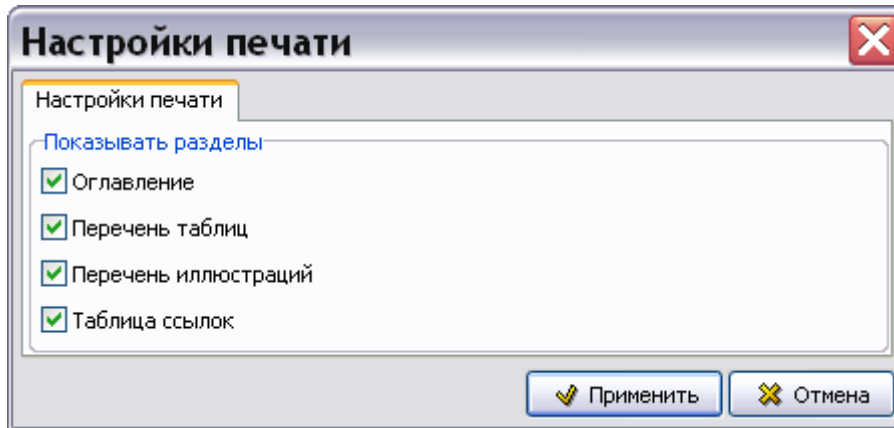 Настройки печати
Настройки печати
Показывать разделы
Оглавление
Перечень таблиц
Перечень иллюстраций
Таблица ссылок
Применить Отмена